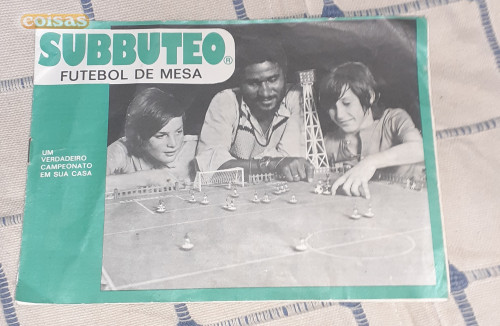 coisas
SUBBUTEO®
FUTEBOL DE MESA
UM
VERDADEIRO
CAMPEONATO
EM SUA CASA